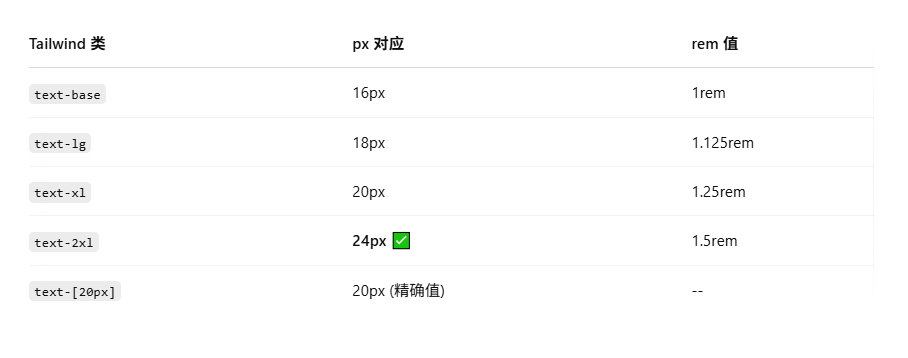 Tailwind 类 px 对应 rem 值
text-base 16px 1rem
text-lg 18px 1.125rem
text-xl 20px 1.25rem
text-2xl 24px ✅ 1.5rem
text-[20px] 20px (精确值) --